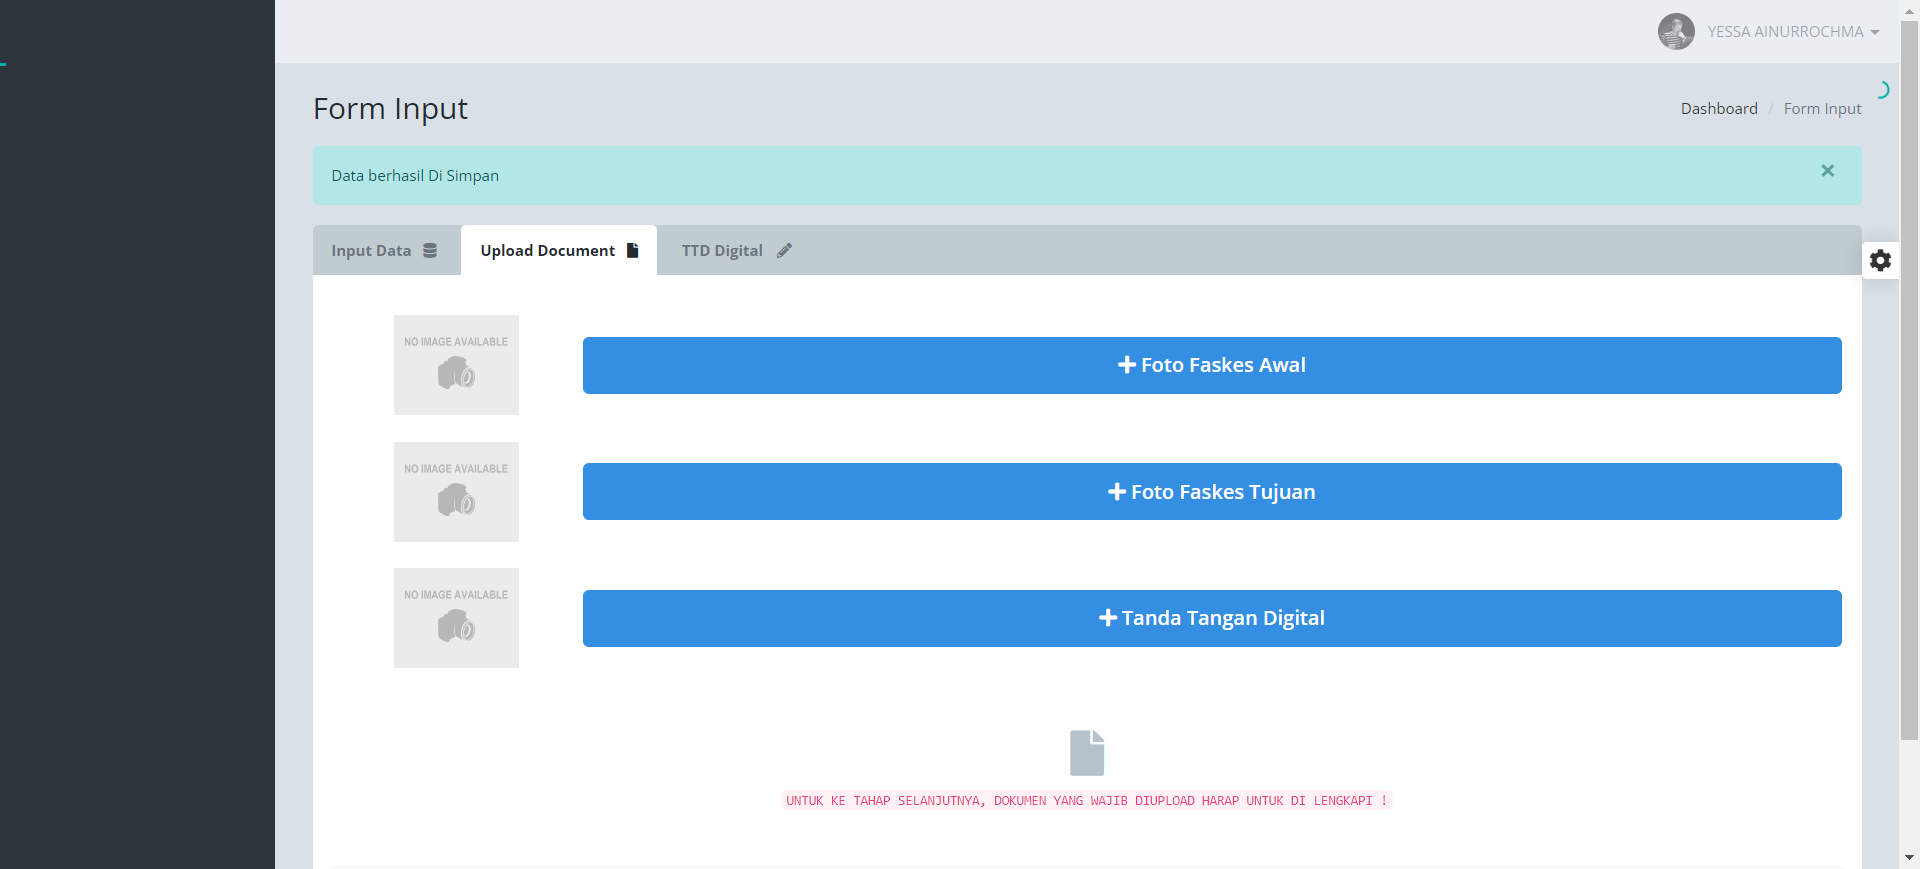 YESSA AINURROCHMA
Form Input
Dashboard / Form Input
Data berhasil Di Simpan
×
Input Data
Upload Document
TTD Digital
NO IMAGE AVAILABLE
+ Foto Faskes Awal
NO IMAGE AVAILABLE
+ Foto Faskes Tujuan
NO IMAGE AVAILABLE
+ Tanda Tangan Digital
UNTUK KE TAHAP SELANJUTNYA, DOKUMEN YANG WAJIB DIUPLOAD HARAP UNTUK DI LENGKAPI !